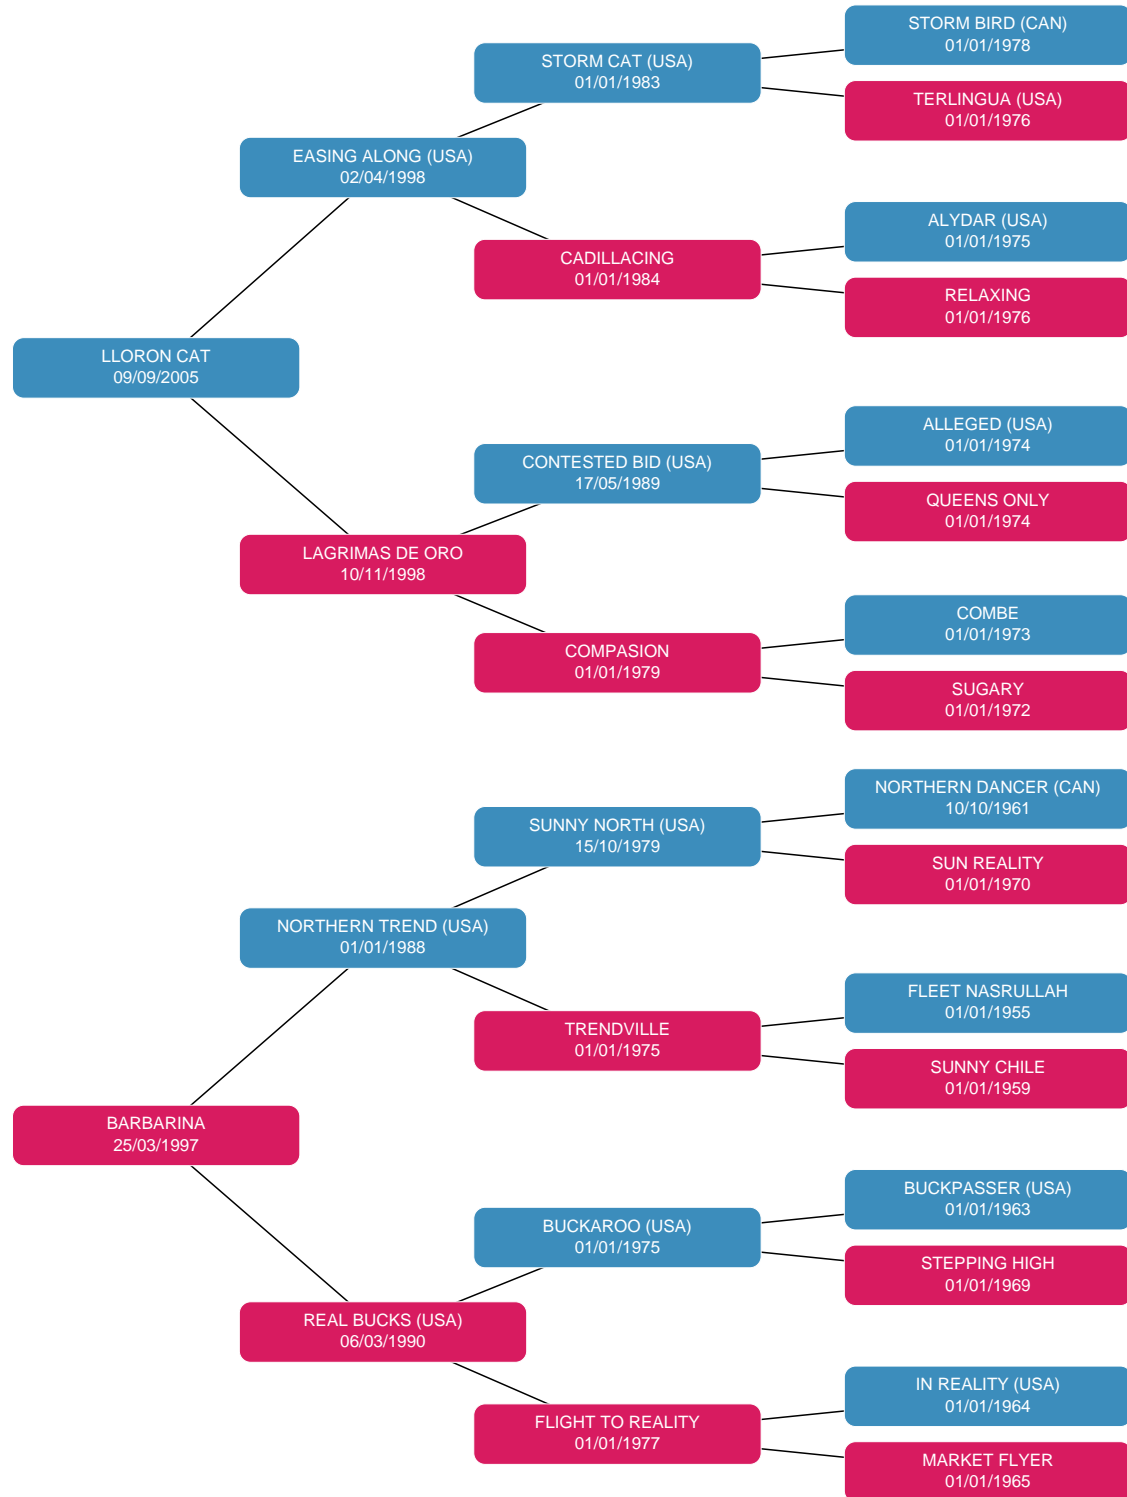 STORM BIRD (CAN)
01/01/1978
STORM CAT (USA)
01/01/1983
TERLINGUA (USA)
01/01/1976
EASING ALONG (USA)
02/04/1998
ALYDAR (USA)
01/01/1975
CADILLACING
01/01/1984
RELAXING
01/01/1976
LLORON CAT
09/09/2005
ALLEGED (USA)
01/01/1974
CONTESTED BID (USA)
17/05/1989
QUEENS ONLY
01/01/1974
LAGRIMAS DE ORO
10/11/1998
COMBE
01/01/1973
COMPASION
01/01/1979
SUGARY
01/01/1972
NORTHERN DANCER (CAN)
10/10/1961
SUNNY NORTH (USA)
15/10/1979
SUN REALITY
01/01/1970
NORTHERN TREND (USA)
01/01/1988
FLEET NASRULLAH
01/01/1955
TRENDVILLE
01/01/1975
SUNNY CHILE
01/01/1959
BARBARINA
25/03/1997
BUCKPASSER (USA)
01/01/1963
BUCKAROO (USA)
01/01/1975
STEPPING HIGH
01/01/1969
REAL BUCKS (USA)
06/03/1990
IN REALITY (USA)
01/01/1964
FLIGHT TO REALITY
01/01/1977
MARKET FLYER
01/01/1965